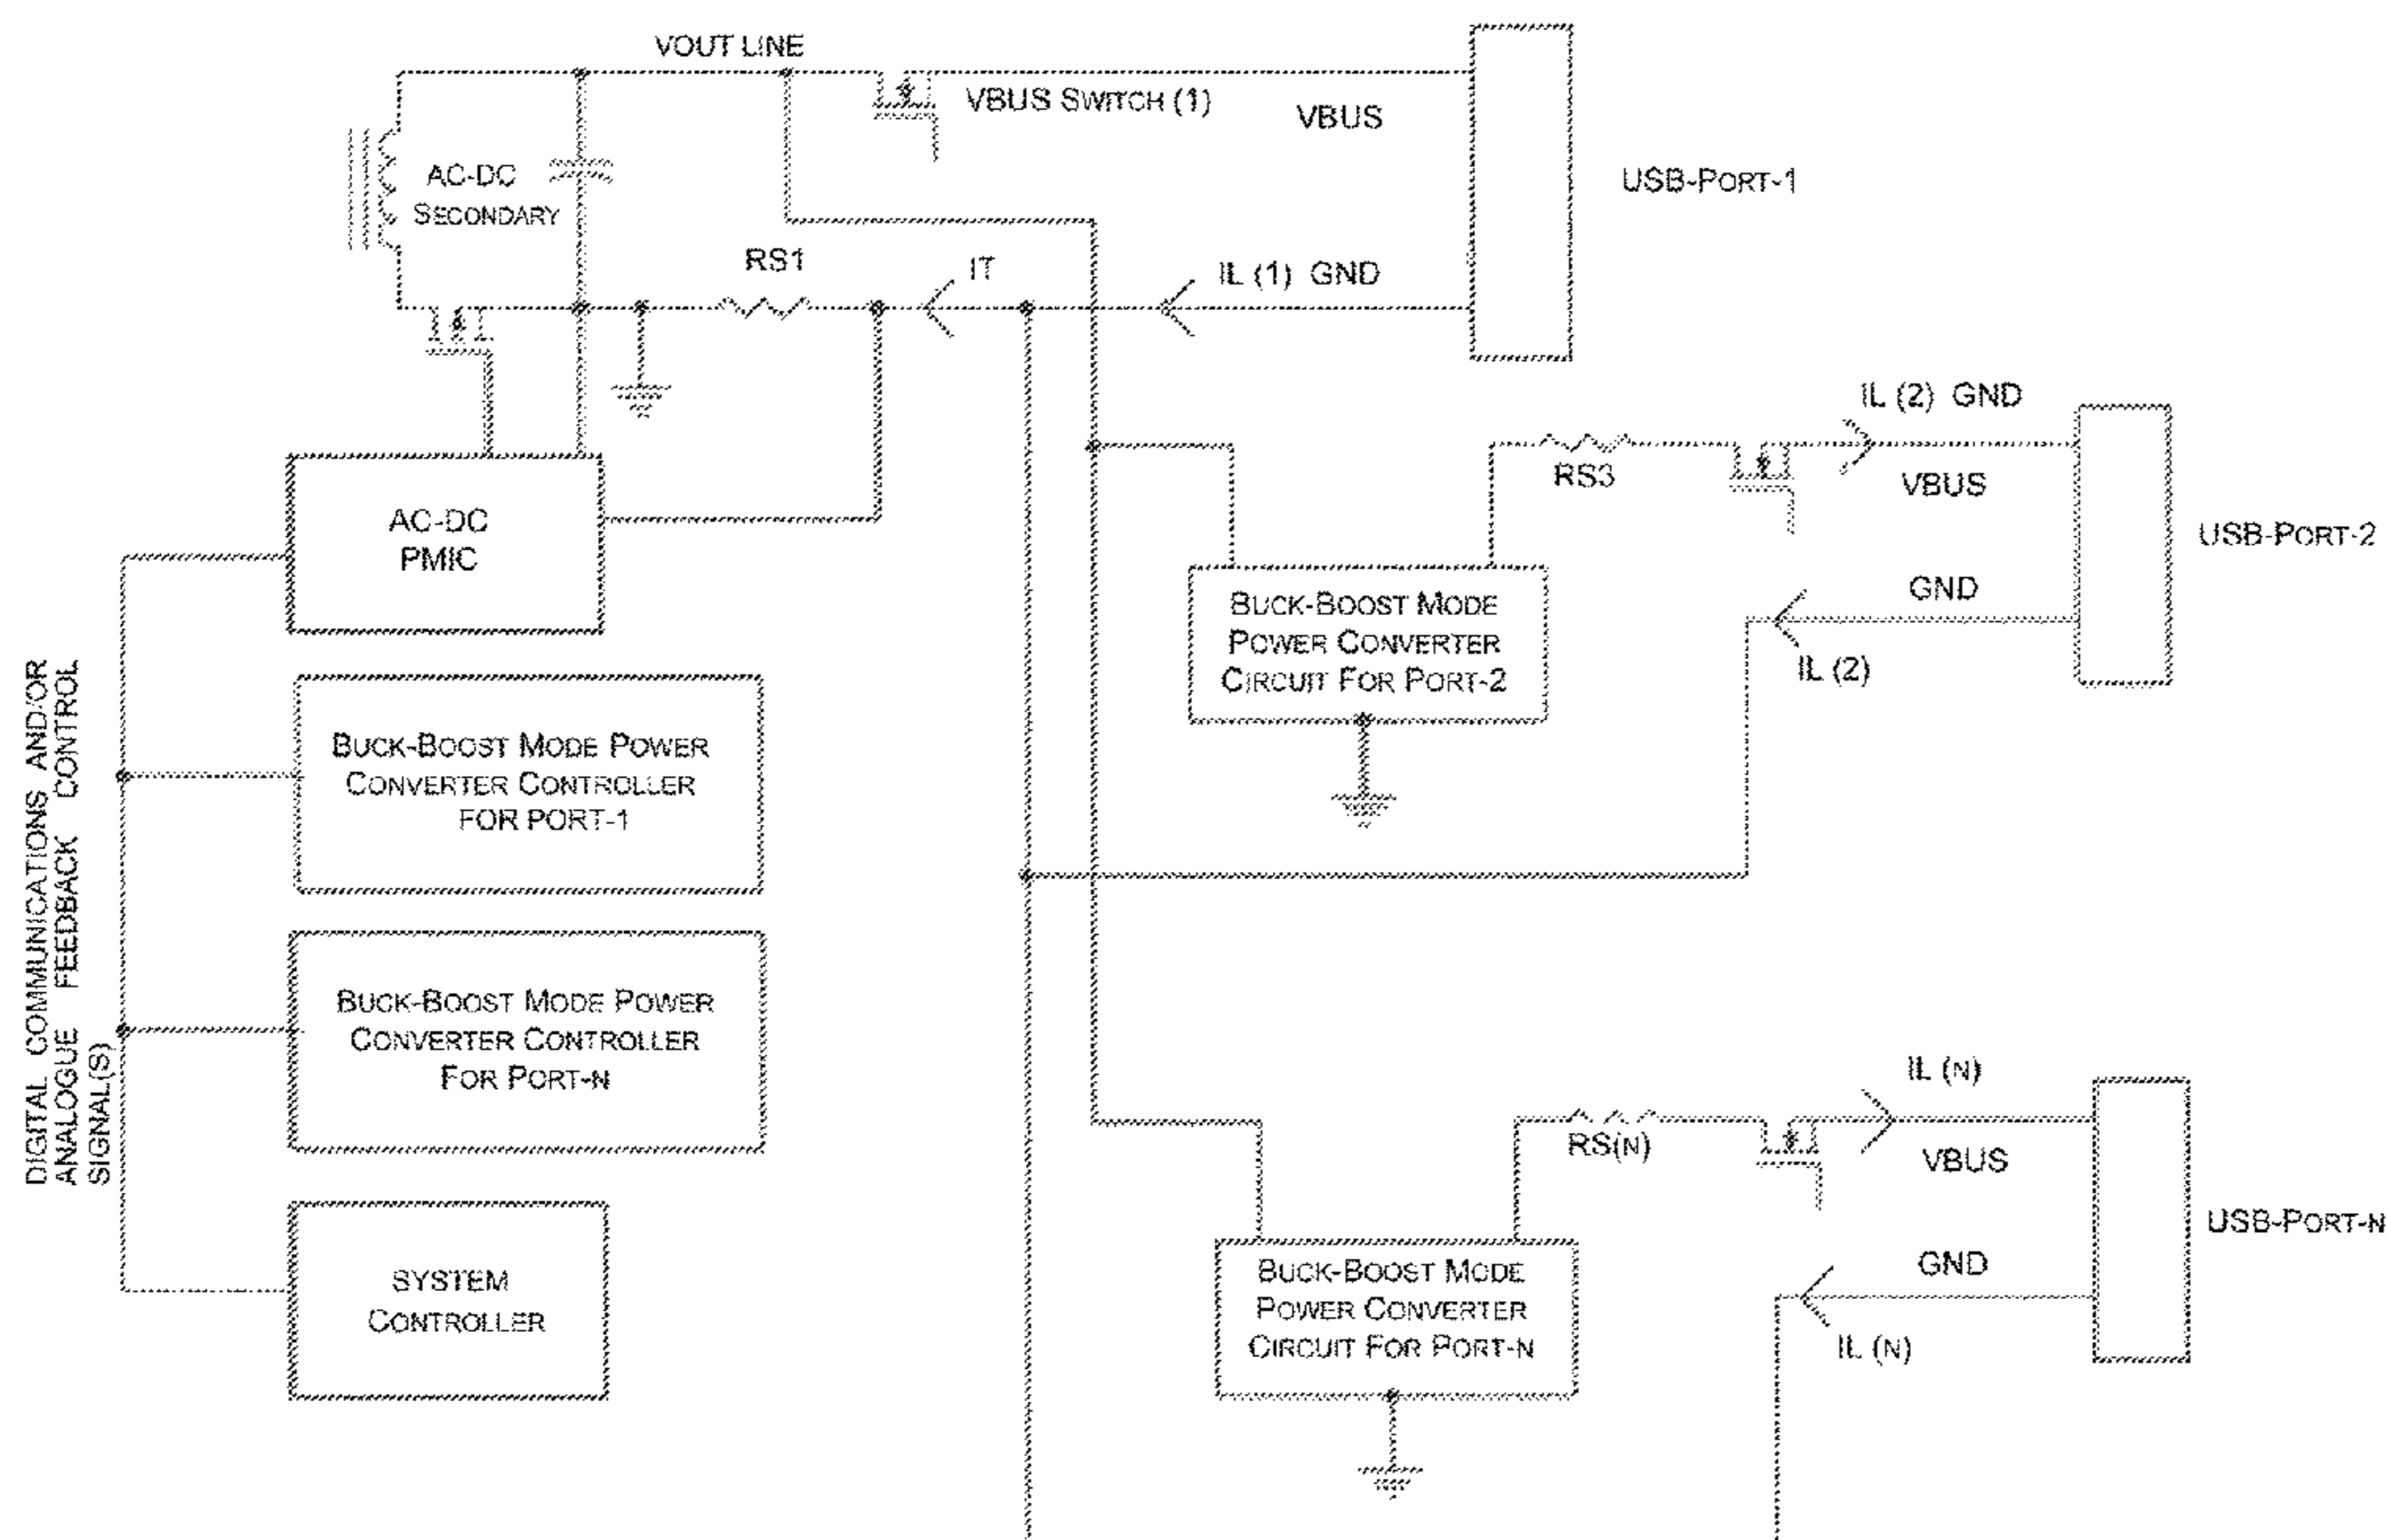 VOUT LINE
VBUS SWITCH (1)
VBUS
AC-DC
SECONDARY
USB-PORT-1
RS1
IT
IL (1) GND
IL (2) GND
RS3
VBUS
USB-PORT-2
AC-DC
PMIC
GND
BUCK-BOOST MODE
POWER CONVERTER
CIRCUIT FOR PORT-2
IL (2)
DIGITAL COMMUNICATIONS AND/OR
ANALOGUE FEEDBACK CONTROL
SIGNAL(S)
BUCK-BOOST MODE POWER
CONVERTER CONTROLLER
FOR PORT-1
BUCK-BOOST MODE POWER
CONVERTER CONTROLLER
FOR PORT-N
IL (N)
RS(N)
VBUS
USB-PORT-N
GND
SYSTEM
CONTROLLER
BUCK-BOOST MODE
POWER CONVERTER
CIRCUIT FOR PORT-N
IL (N)